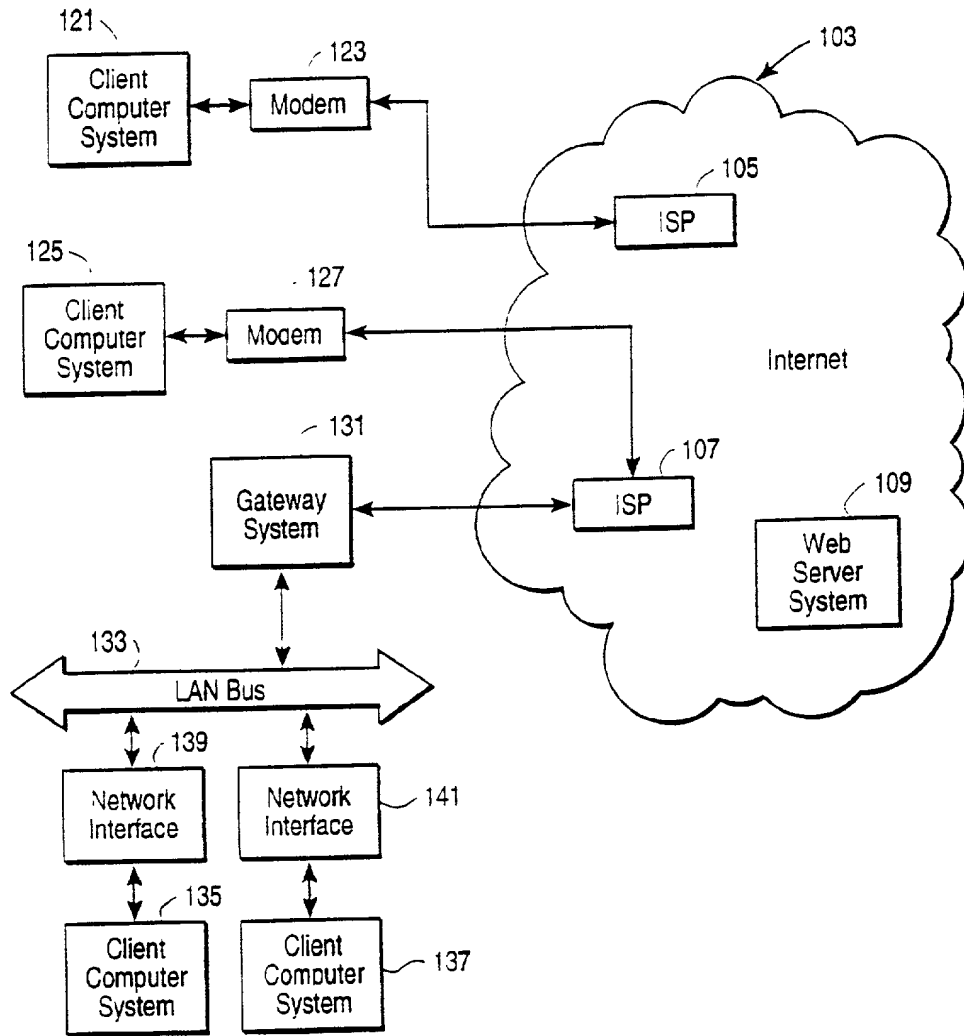 121
Client
Computer
System
123
Modem
103
105
ISP
125
Client
Computer
System
127
Modem
Internet
131
Gateway
System
107
ISP
109
Web
Server
System
133
LAN Bus
139
Network
Interface
Network
Interface
141
135
Client
Computer
System
Client
Computer
System
137